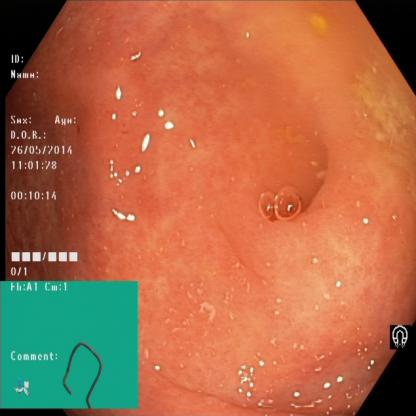 ID:
Name:
Sex: Age:
D.O.B.:
26/05/2014
11:01:28
00:10:14
■■■/■■■
0/1
Eh:A1 Cm:1
Comment: